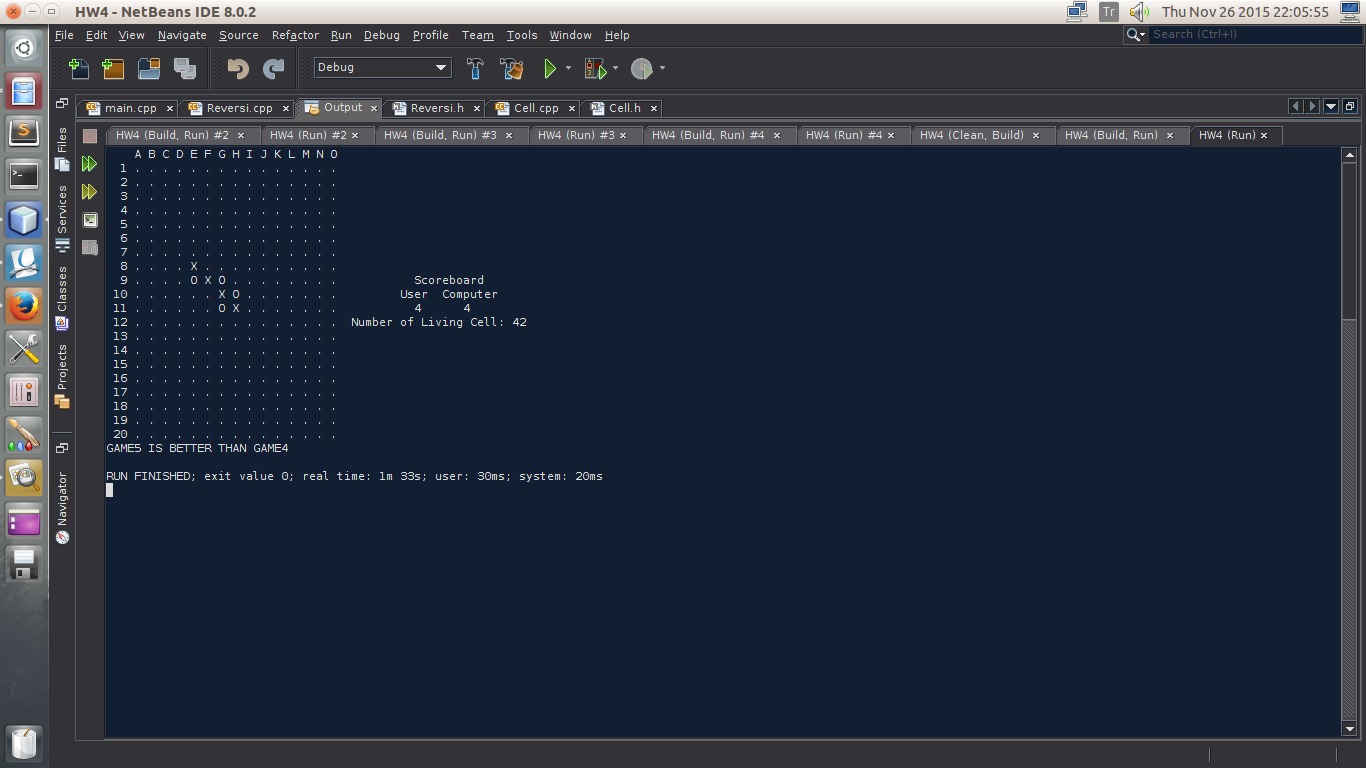 HW4 - NetBeans IDE 8.0.2
Tr
Thu Nov 26 2015 22:05:55
File Edit View Navigate Source Refactor Run Debug Profile Team Tools Window Help
Search (Ctrl+I)
Debug
main.cpp Reversi.cpp Output Reversi.h Cell.cpp Cell.h
HW4 (Build, Run) #2 HW4 (Run) #2 HW4 (Build, Run) #3 HW4 (Run) #3 HW4 (Build, Run) #4 HW4 (Run) #4 HW4 (Clean, Build) HW4 (Build, Run) HW4 (Run)
Files
Services
Classes
Projects
Navigator
A B C D E F G H I J K L M N O
1 . . . . . . . . . . . . . . .
2 . . . . . . . . . . . . . . .
3 . . . . . . . . . . . . . . .
4 . . . . . . . . . . . . . . .
5 . . . . . . . . . . . . . . .
6 . . . . . . . . . . . . . . .
7 . . . . . . . . . . . . . . .
8 . . . . X . . . . . . . . . .
9 . . . . O X O . . . . . . . . Scoreboard
10 . . . . . . X O . . . . . . . User Computer
11 . . . . . . O X . . . . . . . 4 4
12 . . . . . . . . . . . . . . . Number of Living Cell: 42
13 . . . . . . . . . . . . . . .
14 . . . . . . . . . . . . . . .
15 . . . . . . . . . . . . . . .
16 . . . . . . . . . . . . . . .
17 . . . . . . . . . . . . . . .
18 . . . . . . . . . . . . . . .
19 . . . . . . . . . . . . . . .
20 . . . . . . . . . . . . . . .
GAME5 IS BETTER THAN GAME4
RUN FINISHED; exit value 0; real time: 1m 33s; user: 30ms; system: 20ms